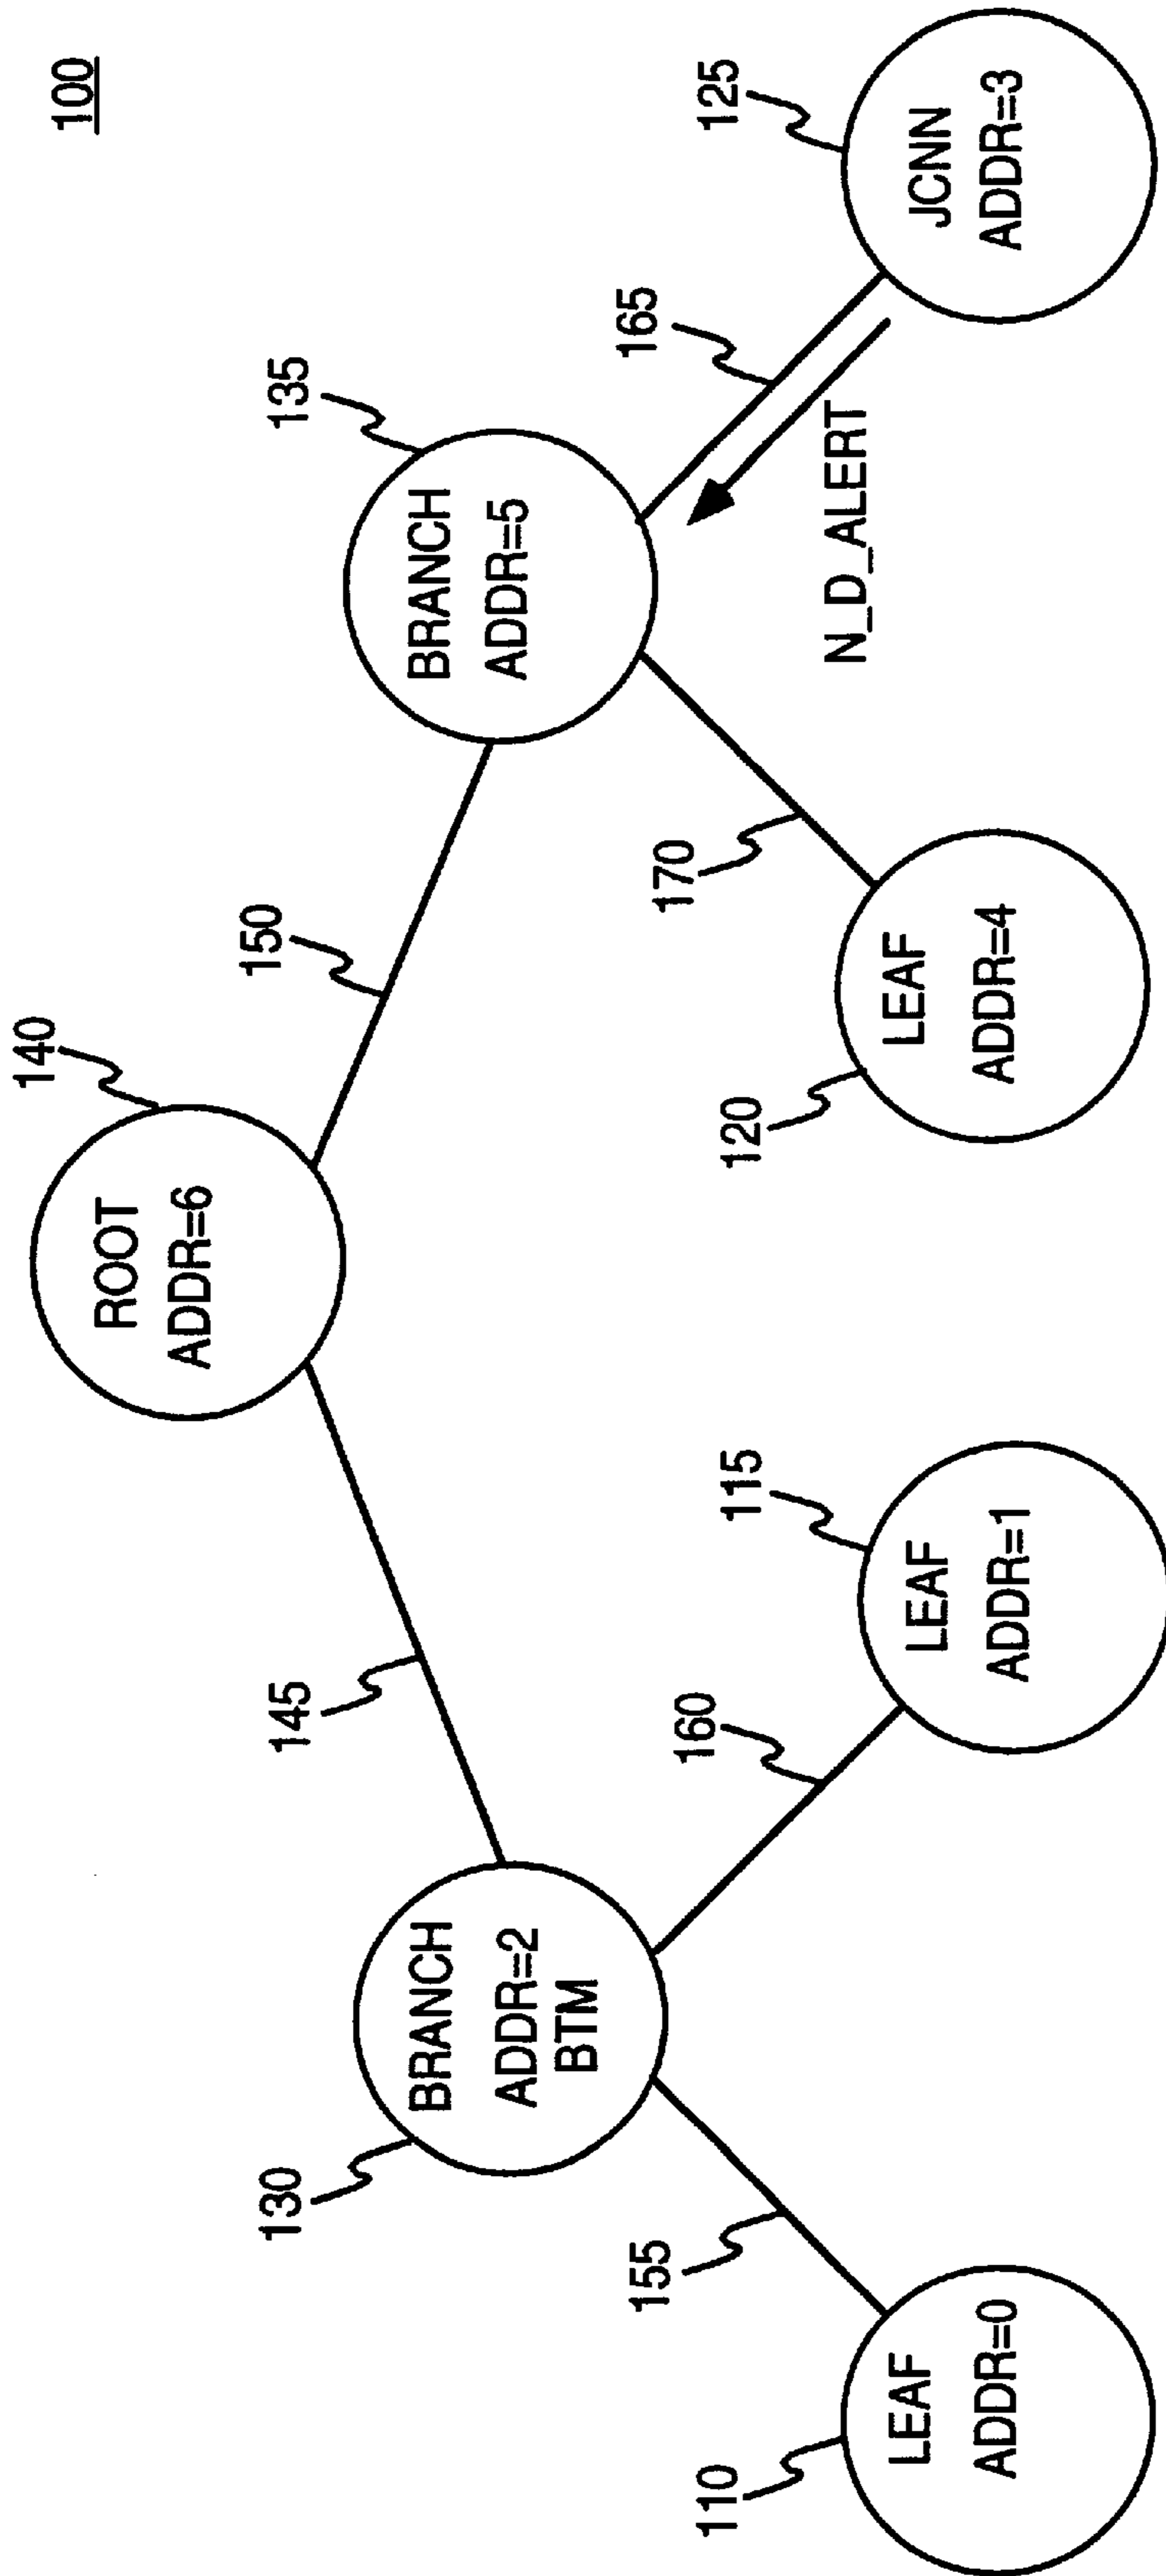 100
140
ROOT
ADDR=6
145
150
130
BRANCH
ADDR=2
BTM
135
BRANCH
ADDR=5
155
160
170
165
N_D_ALERT
110
LEAF
ADDR=0
115
LEAF
ADDR=1
120
LEAF
ADDR=4
125
JCNN
ADDR=3